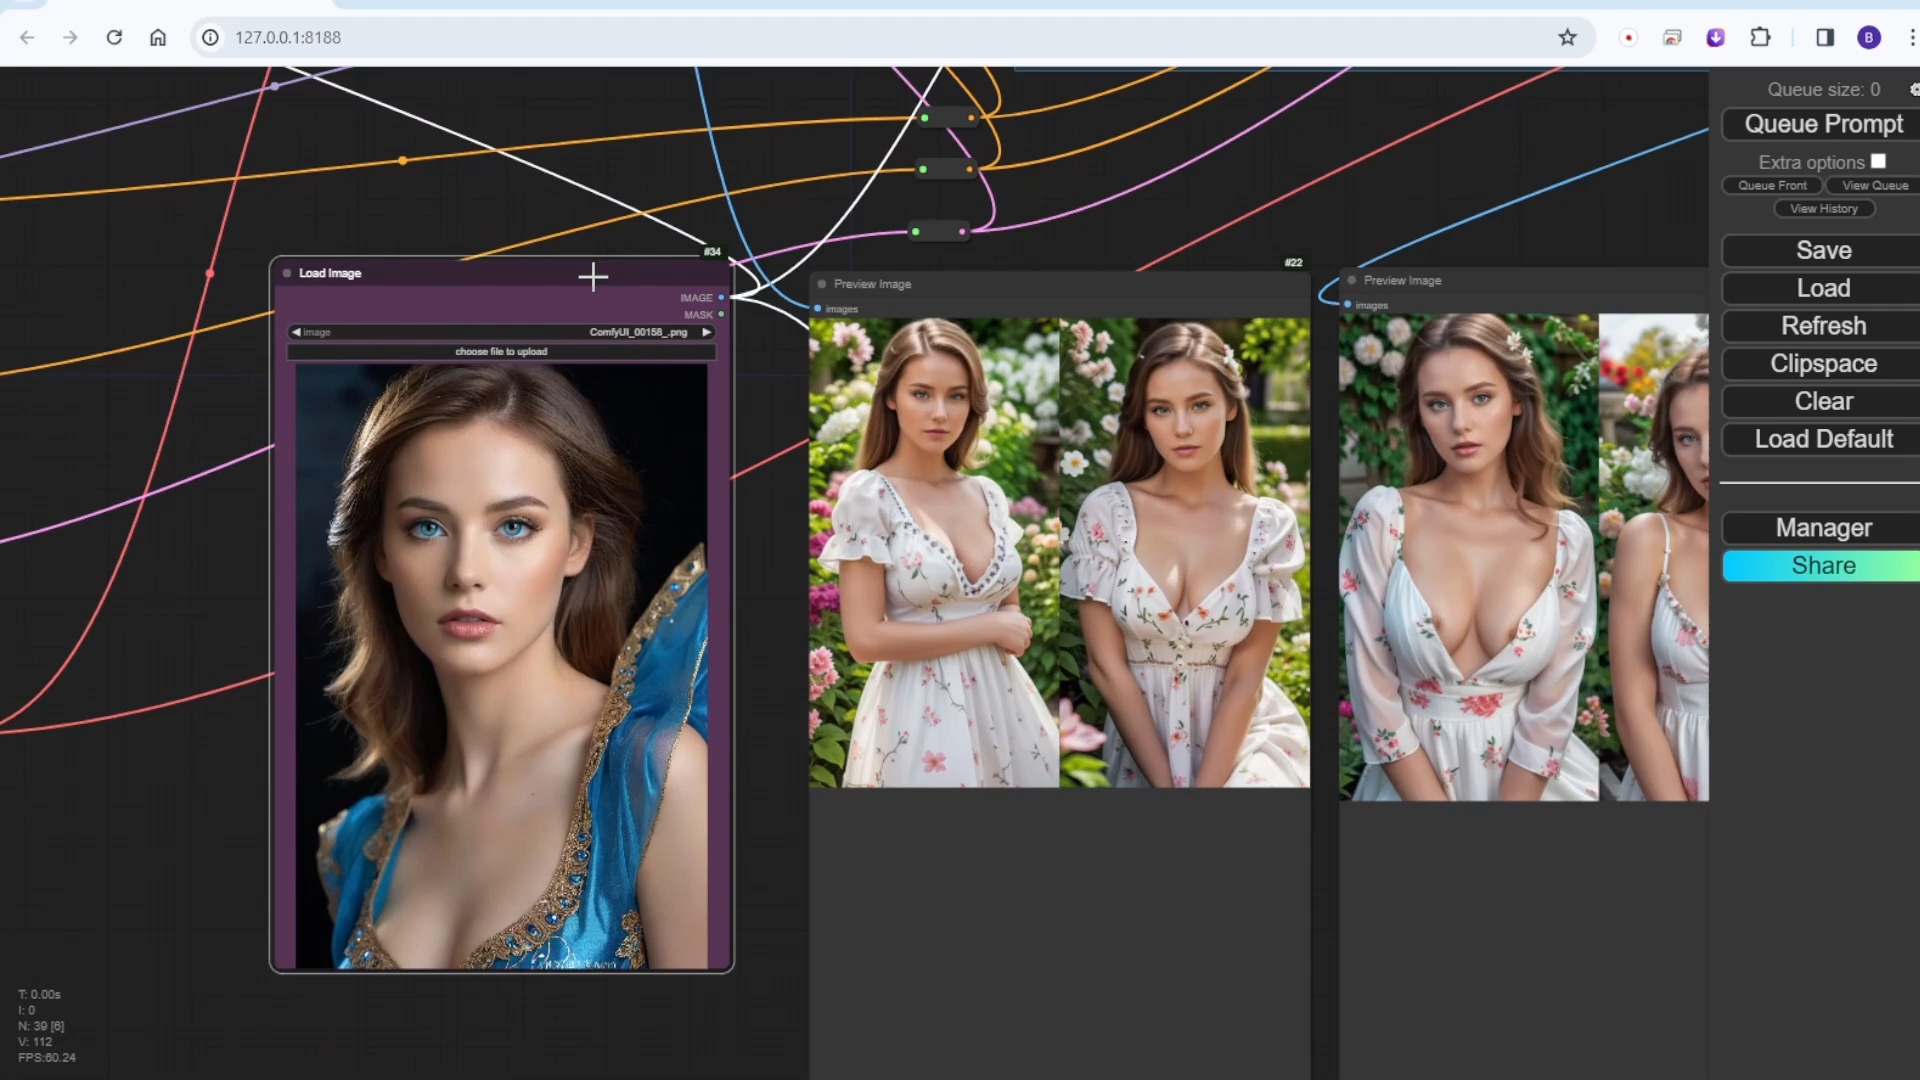 127.0.0.1:8188
B
Queue size: 0
Queue Prompt
Extra options
Queue Front
View Queue
View History
Save
Load
Refresh
Clipspace
Clear
Load Default
Manager
Share
#34
Load Image
IMAGE
MASK
image
ComfyUI_00158_.png
choose file to upload
#22
Preview Image
images
Preview Image
images
T: 0.00s
I: 0
N: 39 [6]
V: 112
FPS:60.24